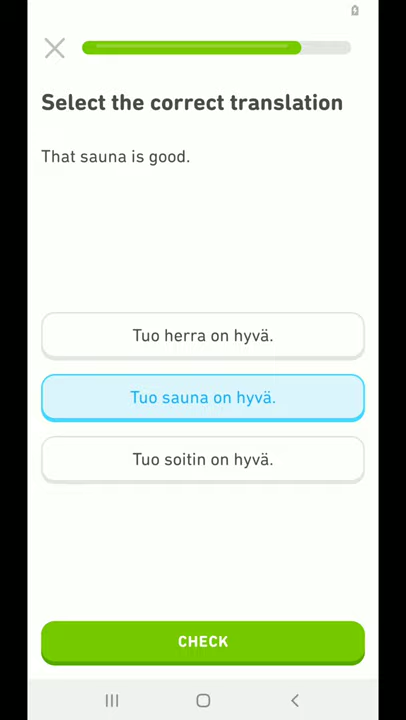 Select the correct translation
That sauna is good.
Tuo herra on hyvä.
Tuo sauna on hyvä.
Tuo soitin on hyvä.
CHECK